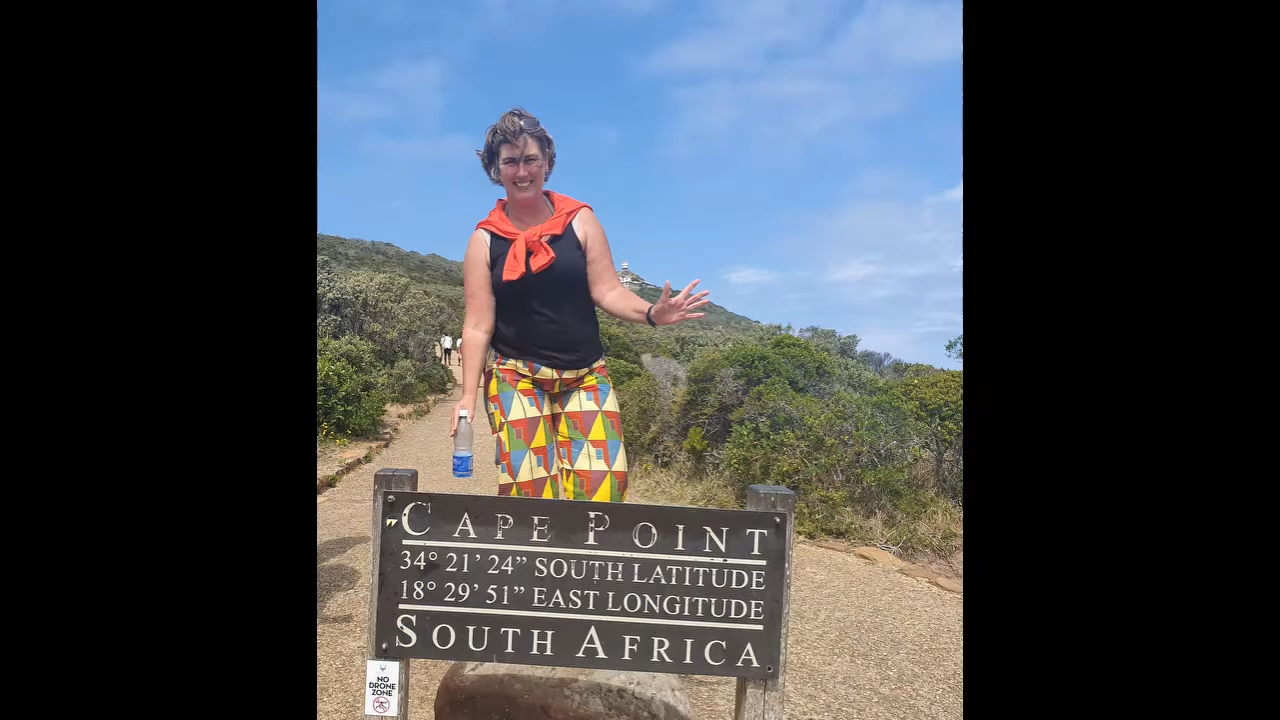 CAPE POINT
34° 21' 24" SOUTH LATITUDE
18° 29' 51" EAST LONGITUDE
SOUTH AFRICA
NO
DRONE
ZONE